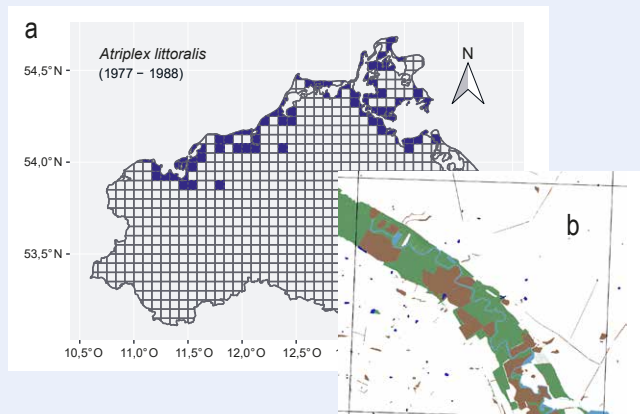 a
Atriplex littoralis
(1977 – 1988)
N
54,5°N
54,0°N
53,5°N
10,5°O 11,0°O 11,5°O 12,0°O 12,5°O
b